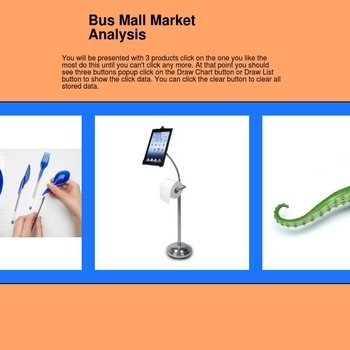 Bus Mall Market
Analysis
You will be presented with 3 products click on the one you like the
most do this until you can't click any more. At that point you should
see three buttons popup click on the Draw Chart button or Draw List
button to show the click data. You can click the clear button to clear all
stored data.